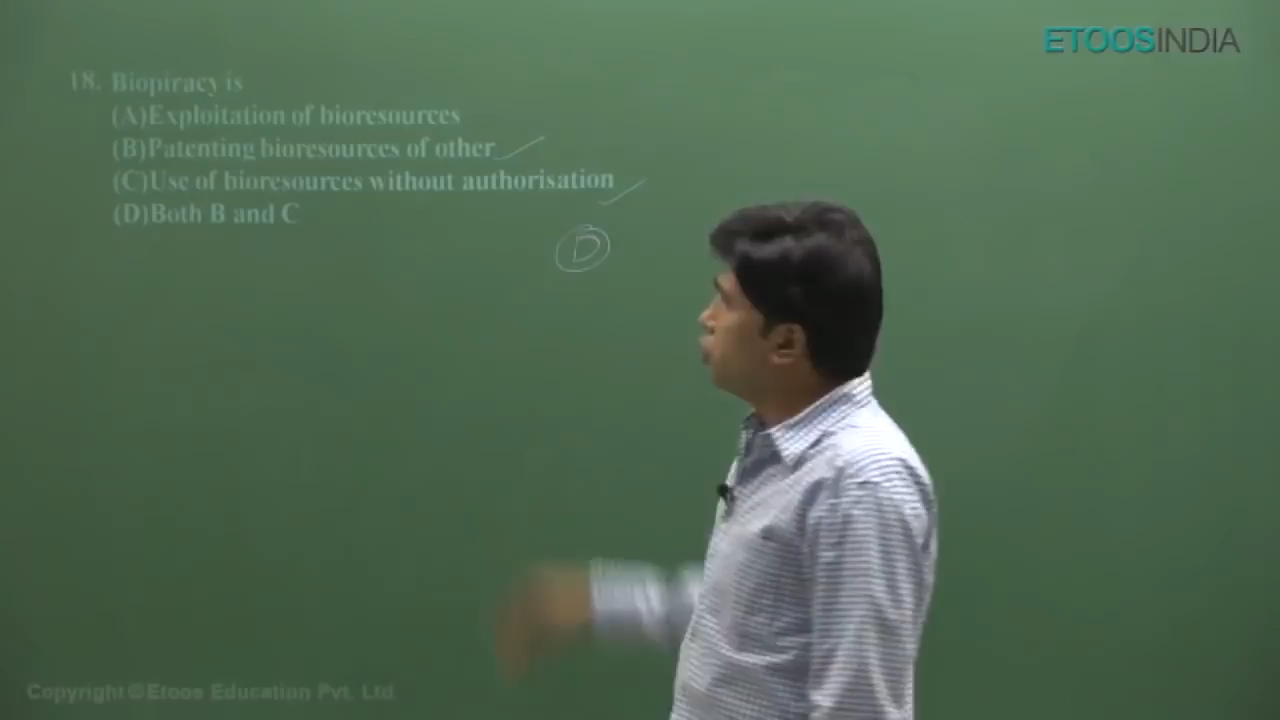 ETOOSINDIA
18. Biopiracy is
(A)Exploitation of bioresources
(B)Patenting bioresources of other
(C)Use of bioresources without authorisation
(D)Both B and C
D
Copyright ©Etoos Education Pvt. Ltd.